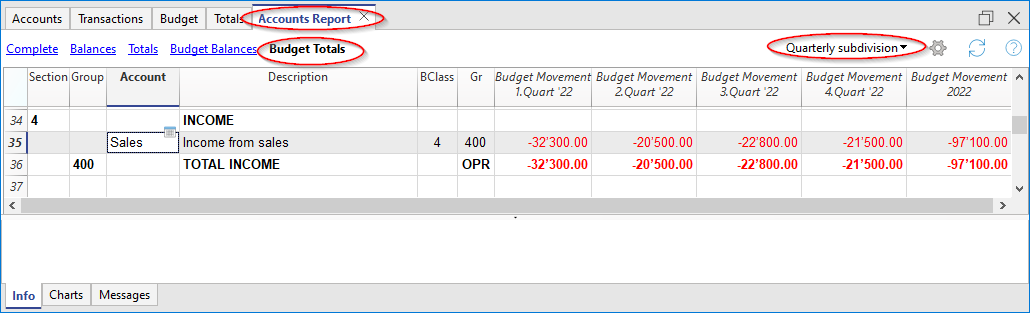 Accounts Transactions Budget Totals Accounts Report
Complete Balances Totals Budget Balances Budget Totals Quarterly subdivision
Section Group Account Description BClass Gr Budget Movement 1.Quart '22 Budget Movement 2.Quart '22 Budget Movement 3.Quart '22 Budget Movement 4.Quart '22 Budget Movement 2022
34 4 INCOME
35 Sales Income from sales 4 400 -32’300.00 -20’500.00 -22’800.00 -21’500.00 -97’100.00
36 400 TOTAL INCOME OPR -32’300.00 -20’500.00 -22’800.00 -21’500.00 -97’100.00
37
Info Charts Messages